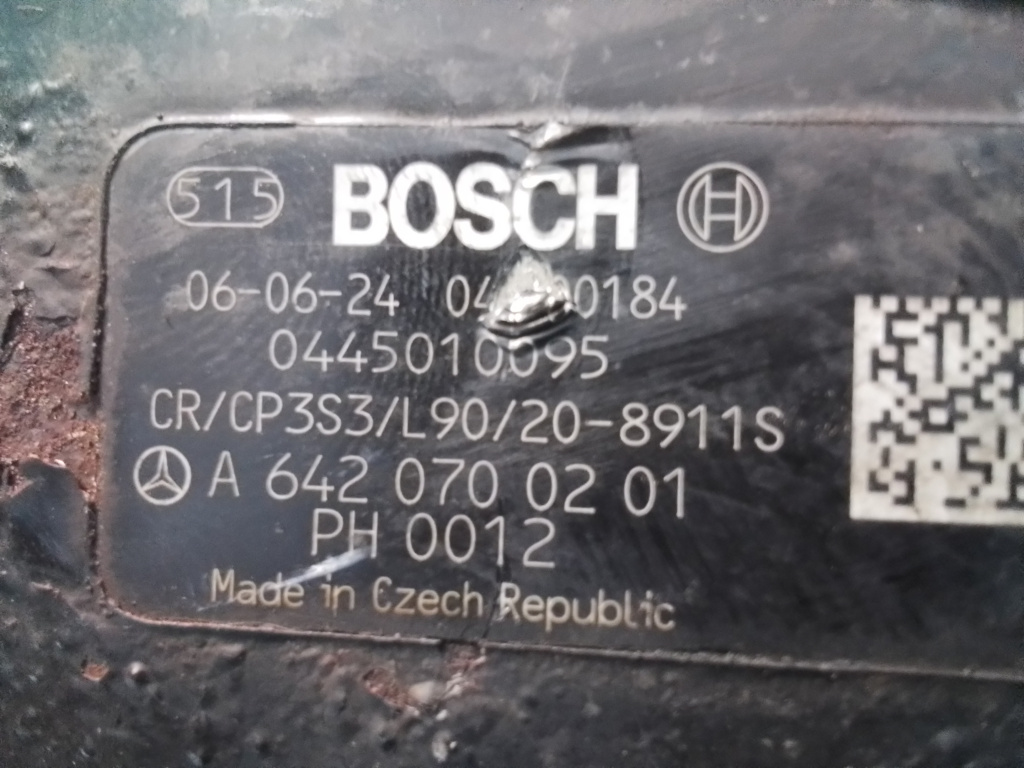 515 BOSCH
06-06-24
0445010095
CR/CP3S3/L90/20-8911S
A 642 070 02 01
PH 0012
Made in Czech Republic